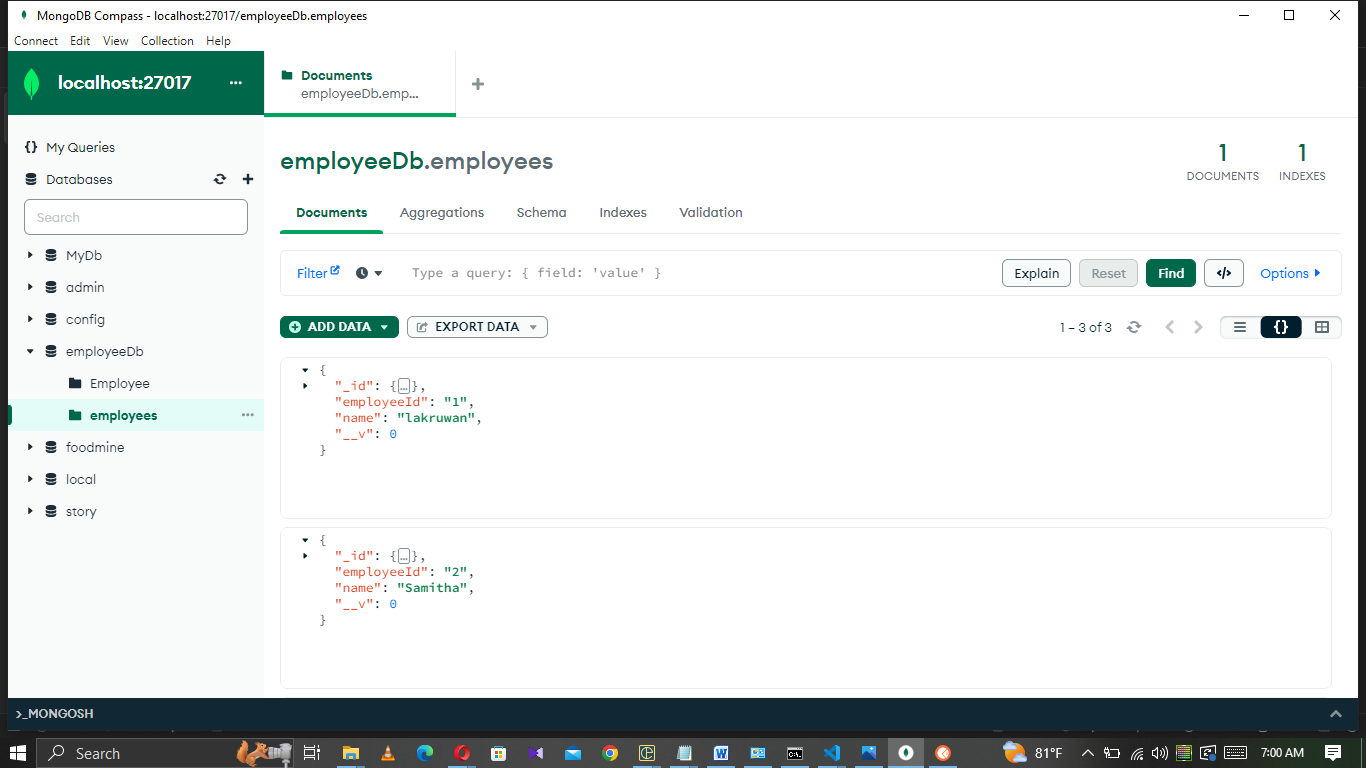 MongoDB Compass - localhost:27017/employeeDb.employees
Connect Edit View Collection Help
localhost:27017 ...
Documents
employeeDb.emp...
+
{} My Queries
Databases
Search
MyDb
admin
config
employeeDb
Employee
employees ...
foodmine
local
story
employeeDb.employees
1
DOCUMENTS
1
INDEXES
Documents Aggregations Schema Indexes Validation
Filter Type a query: { field: 'value' } Explain Reset Find </> Options
ADD DATA EXPORT DATA 1 – 3 of 3 {}
{
"_id": {…},
"employeeId": "1",
"name": "lakruwan",
"__v": 0
}
{
"_id": {…},
"employeeId": "2",
"name": "Samitha",
"__v": 0
}
>_MONGOSH
Search 81°F 7:00 AM